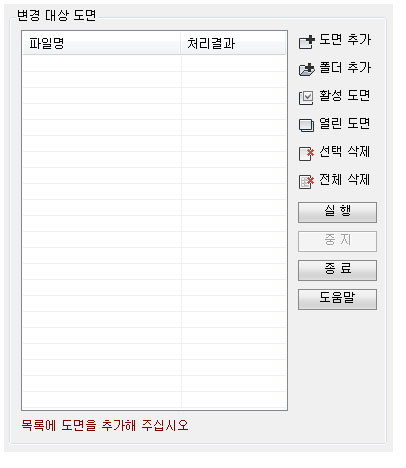 변경 대상 도면
파일명 처리결과
도면 추가
폴더 추가
활성 도면
열린 도면
선택 삭제
전체 삭제
실 행
중 지
종 료
도움말
목록에 도면을 추가해 주십시오